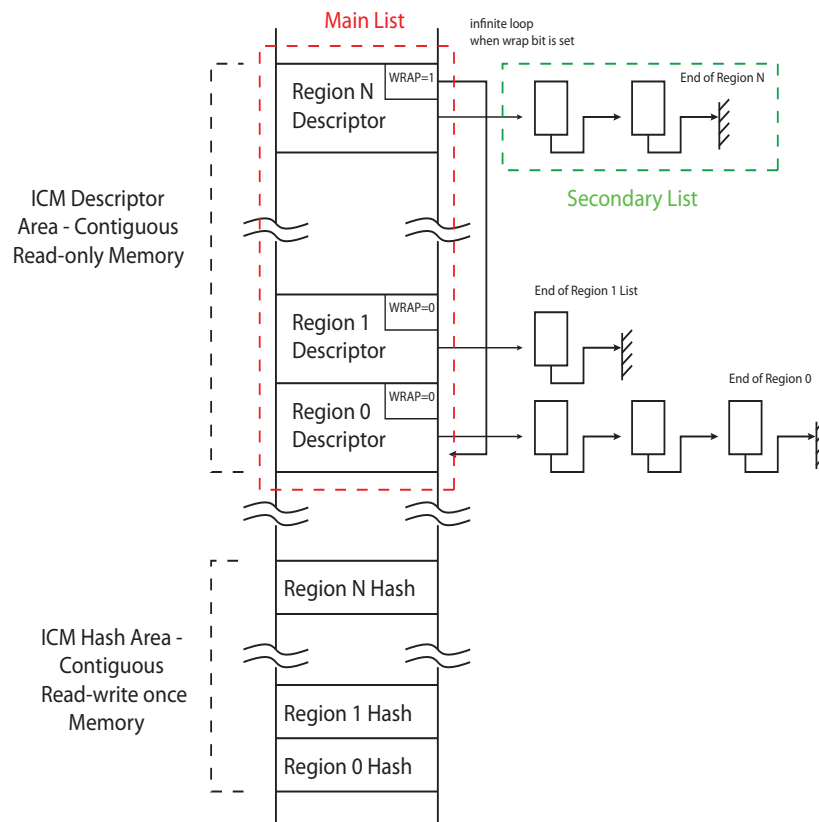 Main List
infinite loop
when wrap bit is set
WRAP=1
Region N
Descriptor
End of Region N
Secondary List
ICM Descriptor
Area - Contiguous
Read-only Memory
WRAP=0
Region 1
Descriptor
End of Region 1 List
WRAP=0
Region 0
Descriptor
End of Region 0
Region N Hash
ICM Hash Area -
Contiguous
Read-write once
Memory
Region 1 Hash
Region 0 Hash